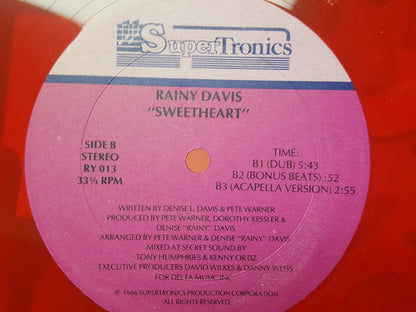 SuperTronics
RAINY DAVIS
"SWEETHEART"
SIDE B
STEREO
RY 013
33⅓ RPM
TIME:
B1 (DUB) 5:43
B2 (BONUS BEATS) :52
B3 (ACAPELLA VERSION) 2:55
WRITTEN BY DENISE L. DAVIS & PETE WARNER
PRODUCED BY PETE WARNER, DOROTHY KESSLER &
DENISE "RAINY" DAVIS.
ARRANGED BY PETE WARNER & DENISE "RAINY" DAVIS.
MIXED AT SECRET SOUND BY
TONY HUMPHRIES & KENNY ORTIZ
EXECUTIVE PRODUCERS DAVID WILKES & DANNY WEISS
FOR DELTA MUSIC INC.
℗ 1986 SUPERTRONICS PRODUCTION CORPORATION
ALL RIGHTS RESERVED